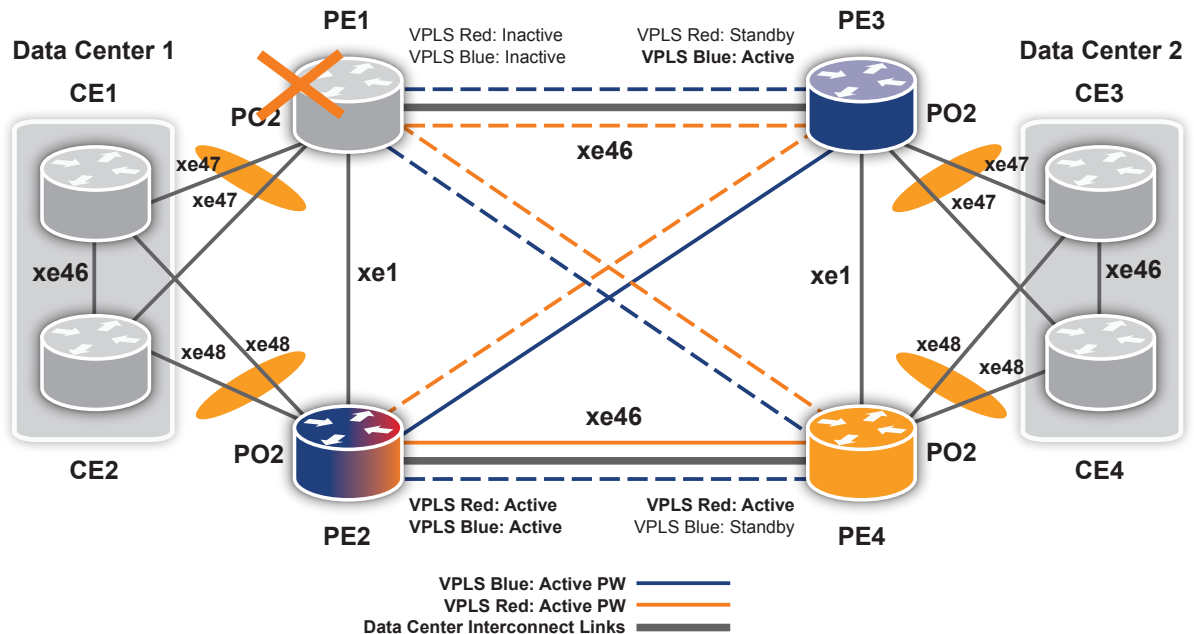 PE1
PE3
VPLS Red: Inactive
VPLS Blue: Inactive
VPLS Red: Standby
VPLS Blue: Active
Data Center 1
Data Center 2
CE1
CE3
PO2
PO2
xe46
xe47
xe47
xe47
xe47
xe46
xe1
xe1
xe46
xe48
xe48
xe48
xe48
xe46
PO2
PO2
CE2
CE4
VPLS Red: Active
VPLS Blue: Active
VPLS Red: Active
VPLS Blue: Standby
PE2
PE4
VPLS Blue: Active PW
VPLS Red: Active PW
Data Center Interconnect Links